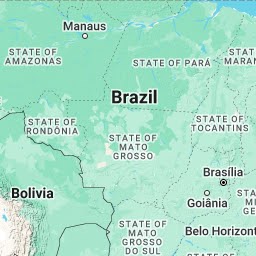 Manaus
STATE OF
AMAZONAS
STATE OF PARÁ
STATE
MARAN
Brazil
STATE OF
RONDÔNIA
STATE OF
MATO
GROSSO
STATE OF
TOCANTINS
Brasília
Goiânia
Bolivia
STATE OF
MATO
GROSSO
DO SUL
Belo Horizont